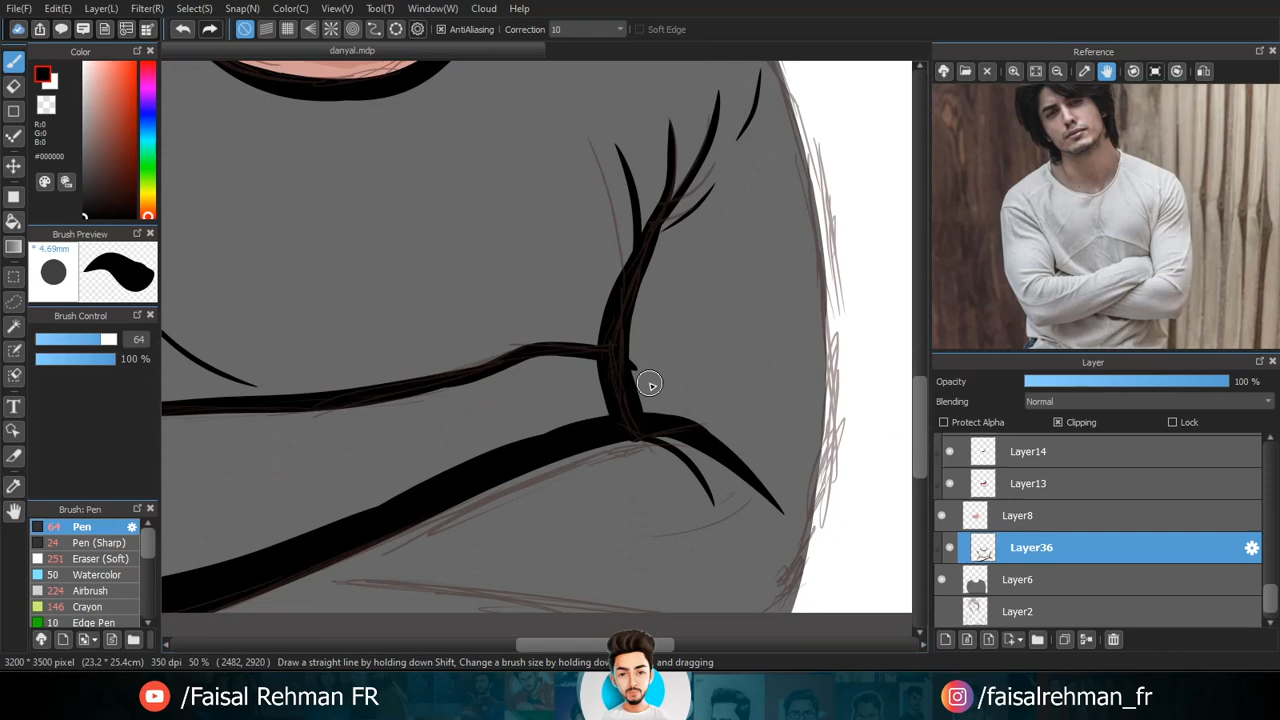 File(F) Edit(E) Layer(L) Filter(R) Select(S) Snap(N) Color(C) View(V) Tool(T) Window(W) Cloud Help
AntiAliasing Correction 10 Soft Edge
Color
danyal.mdp
Reference
R:0
G:0
B:0
#000000
Brush Preview
* 4.69mm
Brush Control
64
100 %
Layer
Opacity 100 %
Blending Normal
Protect Alpha Clipping Lock
Layer14
Layer13
Layer8
Layer36
Layer6
Layer2
Brush: Pen
64 Pen
24 Pen (Sharp)
251 Eraser (Soft)
50 Watercolor
224 Airbrush
146 Crayon
10 Edge Pen
3200 * 3500 pixel (23.2 * 25.4cm) 350 dpi 50 % ( 2482, 2920 ) Draw a straight line by holding down Shift, Change a brush size by holding down and dragging
/Faisal Rehman FR
/faisalrehman_fr